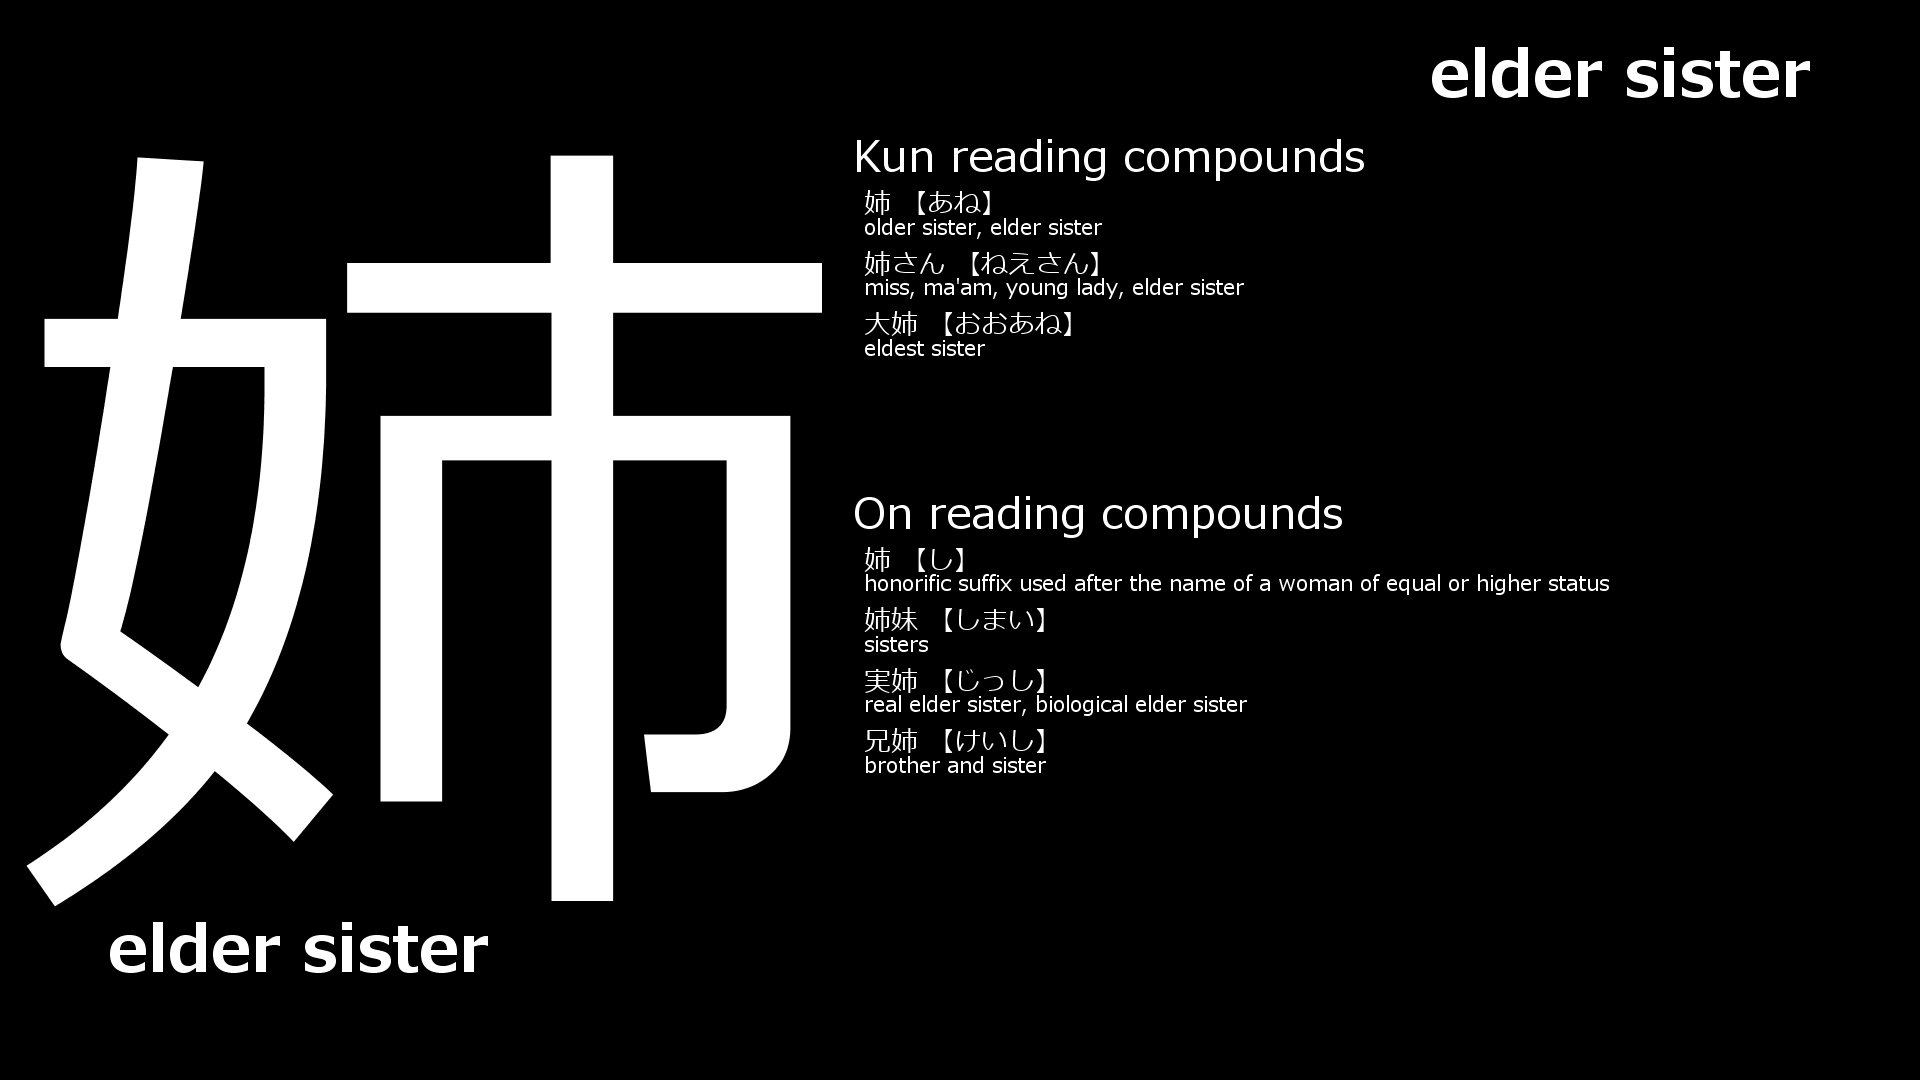 elder sister
姉
Kun reading compounds
姉 【あね】
older sister, elder sister
姉さん 【ねえさん】
miss, ma'am, young lady, elder sister
大姉 【おおあね】
eldest sister
On reading compounds
姉 【し】
honorific suffix used after the name of a woman of equal or higher status
姉妹 【しまい】
sisters
実姉 【じっし】
real elder sister, biological elder sister
兄姉 【けいし】
brother and sister
elder sister